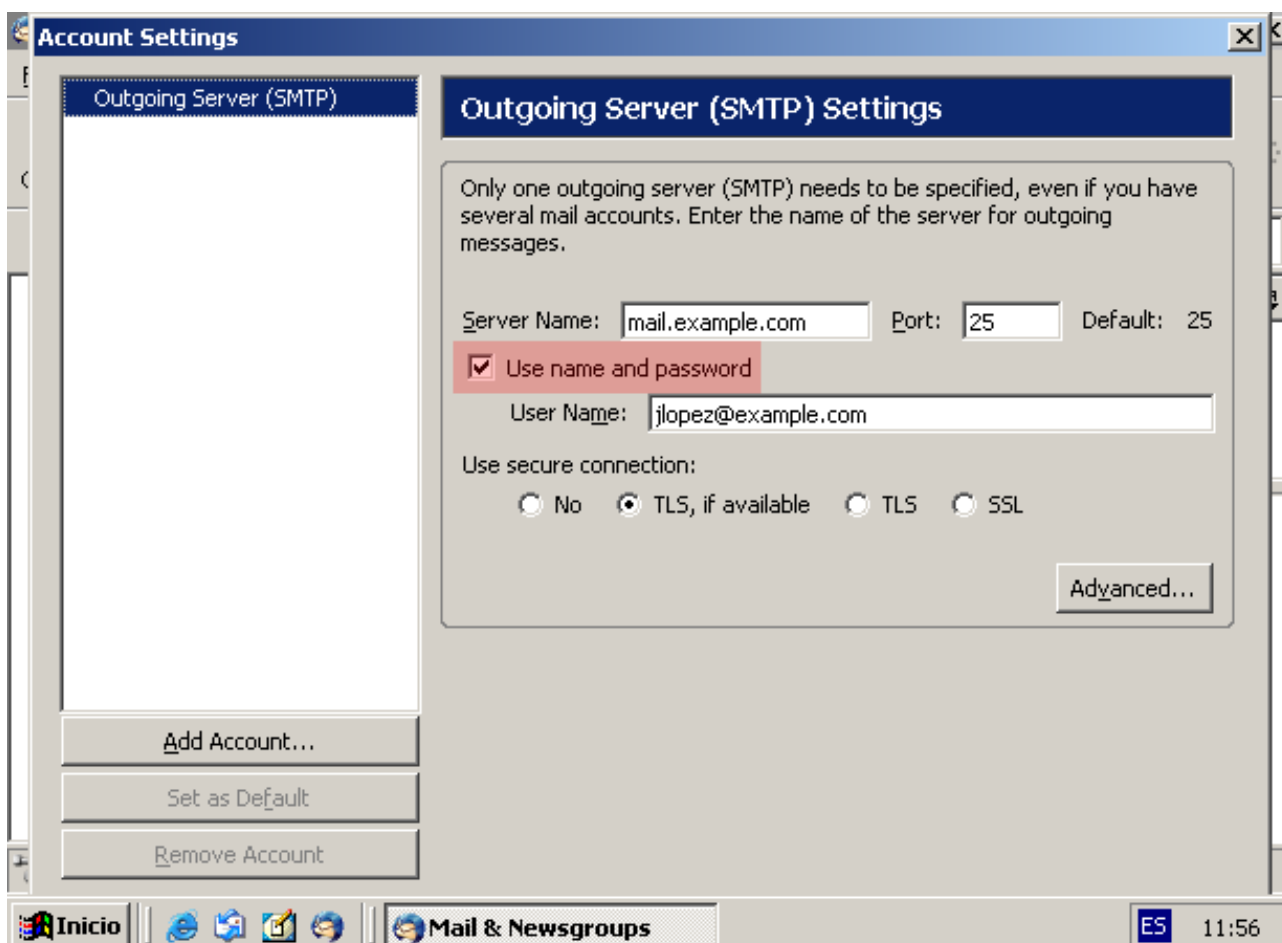 Account Settings
Outgoing Server (SMTP)
Outgoing Server (SMTP) Settings
Only one outgoing server (SMTP) needs to be specified, even if you have
several mail accounts. Enter the name of the server for outgoing
messages.
Server Name: mail.example.com Port: 25 Default: 25
Use name and password
User Name: jlopez@example.com
Use secure connection:
No TLS, if available TLS SSL
Advanced...
Add Account...
Set as Default
Remove Account
Inicio Mail & Newsgroups ES 11:56